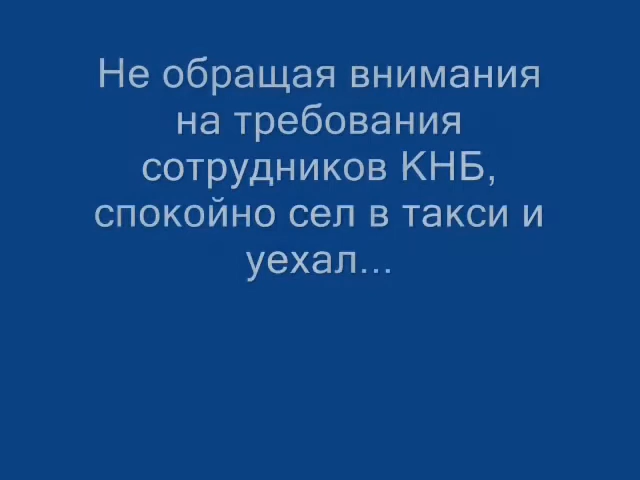 Не обращая внимания
на требования
сотрудников КНБ,
спокойно сел в такси и
уехал...